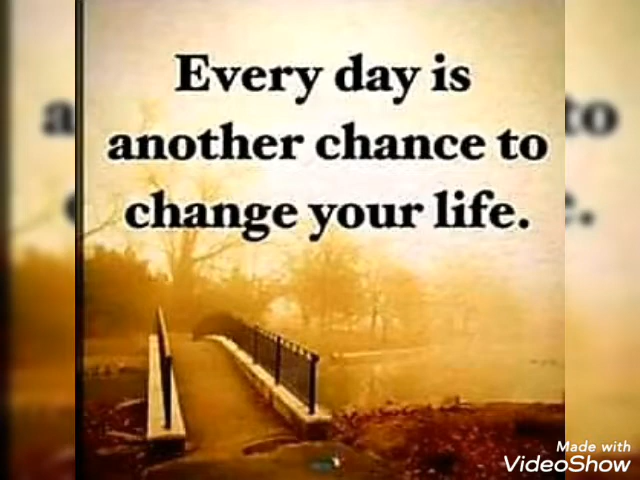 Every day is
another chance to
change your life.
Made with
VideoShow